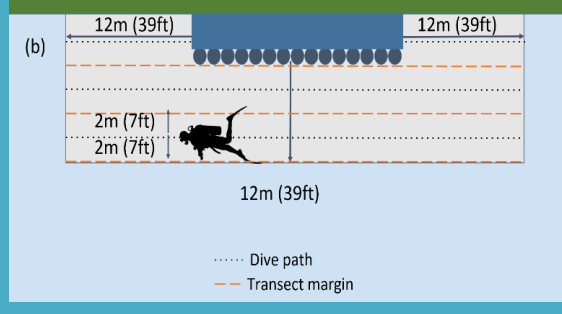 12m (39ft)
12m (39ft)
(b)
2m (7ft)
2m (7ft)
12m (39ft)
Dive path
Transect margin